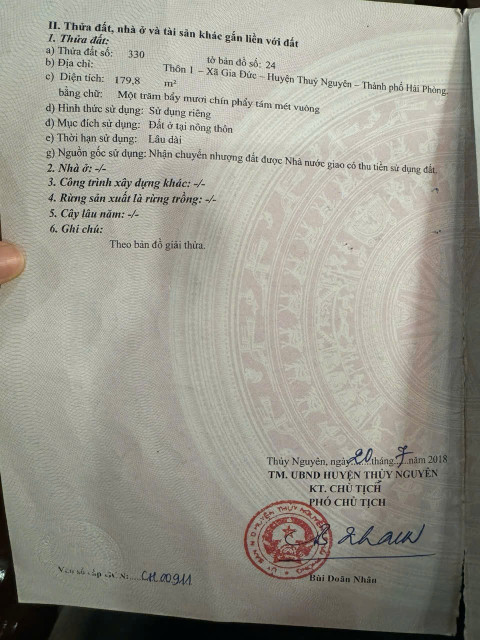 II. Thửa đất, nhà ở và tài sản khác gắn liền với đất
1. Thửa đất:
a) Thửa đất số: 330 tờ bản đồ số: 24
b) Địa chỉ: Thôn 1 – Xã Gia Đức – Huyện Thuỷ Nguyên – Thành phố Hải Phòng.
c) Diện tích: 179,8 m²
bằng chữ: Một trăm bẩy mươi chín phẩy tám mét vuông
d) Hình thức sử dụng: Sử dụng riêng
đ) Mục đích sử dụng: Đất ở tại nông thôn
e) Thời hạn sử dụng: Lâu dài
g) Nguồn gốc sử dụng: Nhận chuyển nhượng đất được Nhà nước giao có thu tiền sử dụng đất.
2. Nhà ở: -/-
3. Công trình xây dựng khác: -/-
4. Rừng sản xuất là rừng trồng: -/-
5. Cây lâu năm: -/-
6. Ghi chú:
Theo bản đồ giải thửa.
Thủy Nguyên, ngày 20 tháng 7 năm 2018
TM. UBND HUYỆN THỦY NGUYÊN
KT. CHỦ TỊCH
PHÓ CHỦ TỊCH
Bùi Doãn Nhân
CH00911